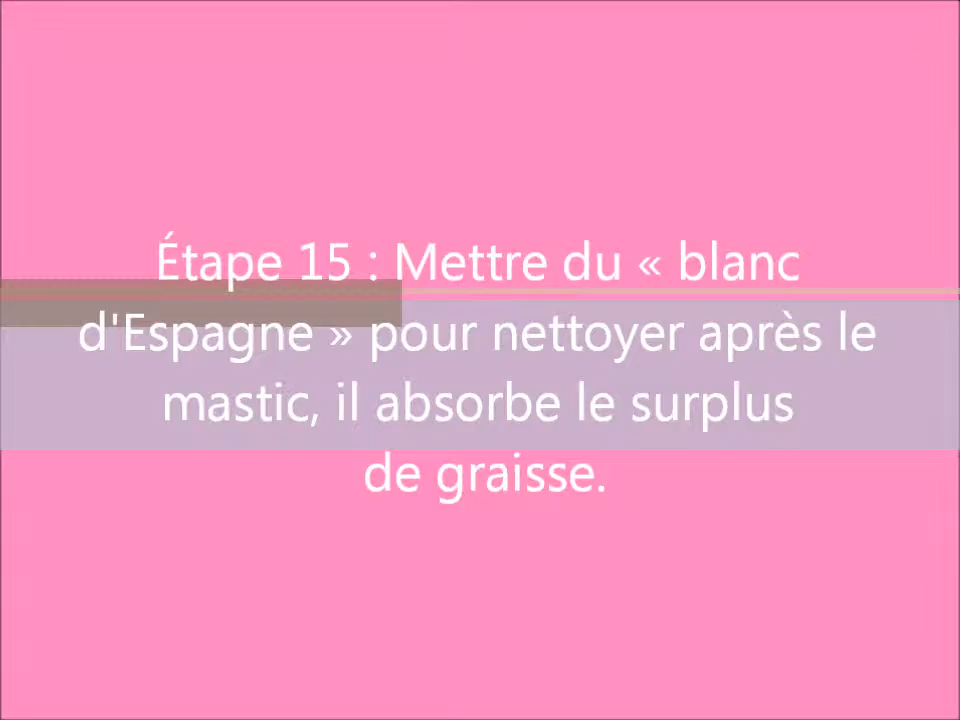 Étape 15 : Mettre du « blanc
d'Espagne » pour nettoyer après le
mastic, il absorbe le surplus
de graisse.